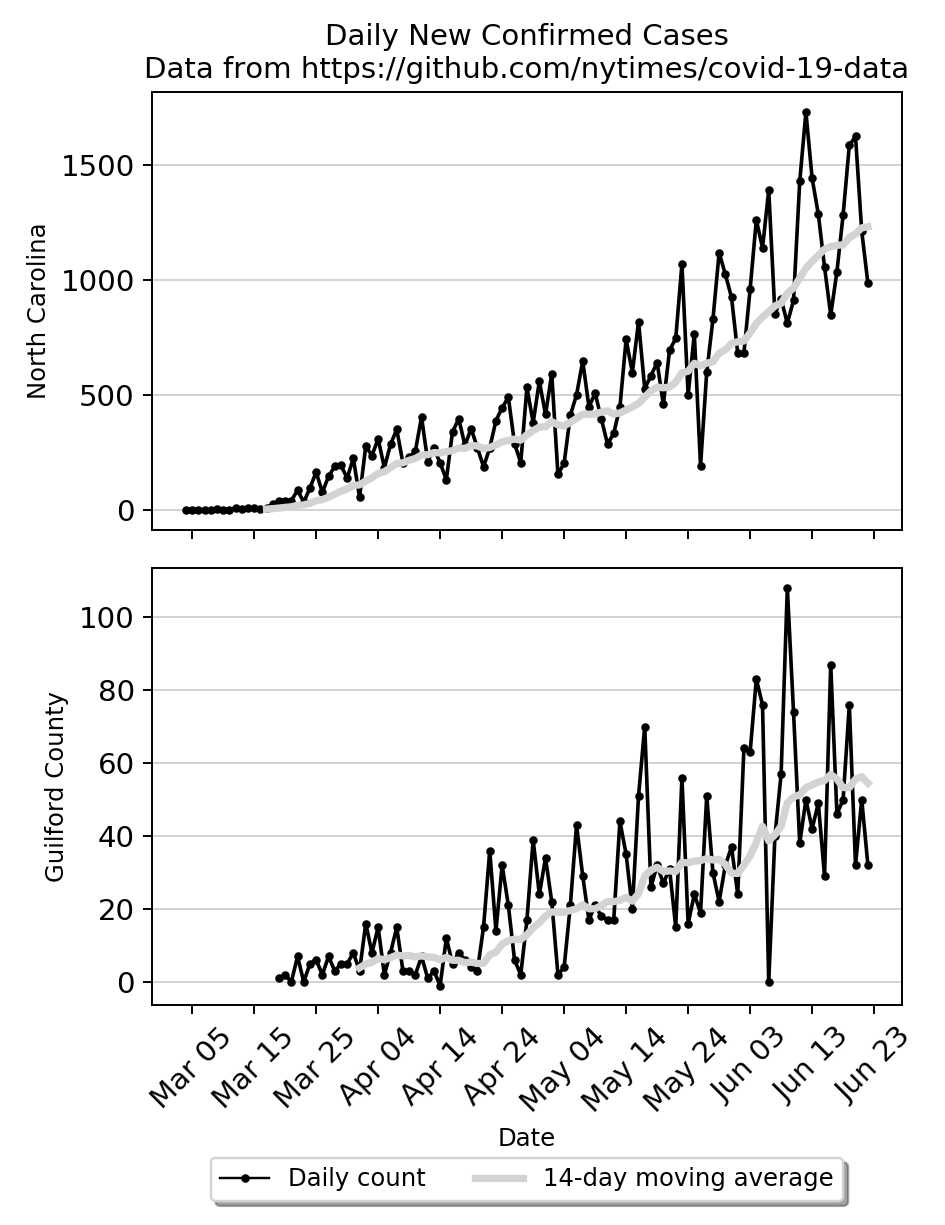 Daily New Confirmed Cases
Data from https://github.com/nytimes/covid-19-data
North Carolina
1500
1000
500
0
Guilford County
100
80
60
40
20
0
Mar 05
Mar 15
Mar 25
Apr 04
Apr 14
Apr 24
May 04
May 14
May 24
Jun 03
Jun 13
Jun 23
Date
Daily count
14-day moving average